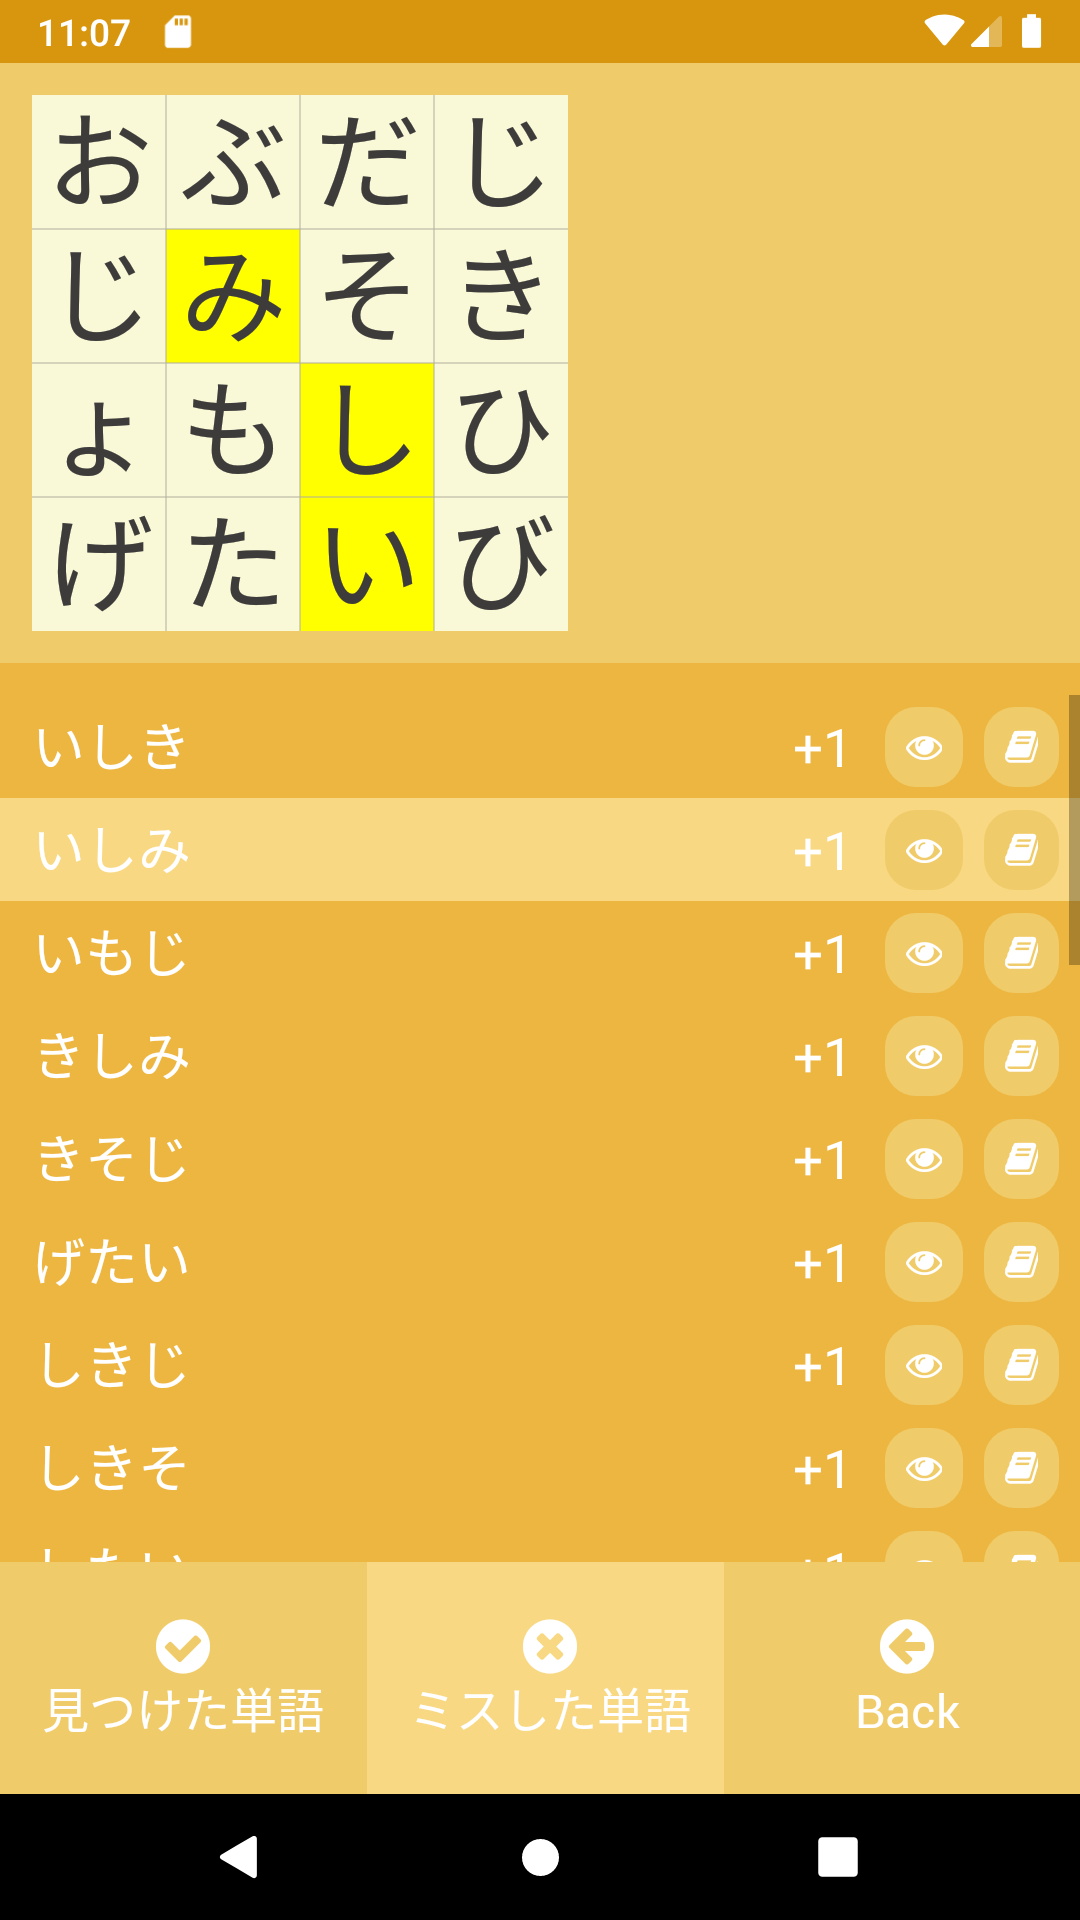 11:07
お ぶ だ じ
じ み そ き
ょ も し ひ
げ た い び
いしき +1
いしみ +1
いもじ +1
きしみ +1
きそじ +1
げたい +1
しきじ +1
しきそ +1
見つけた単語 ミスした単語 Back